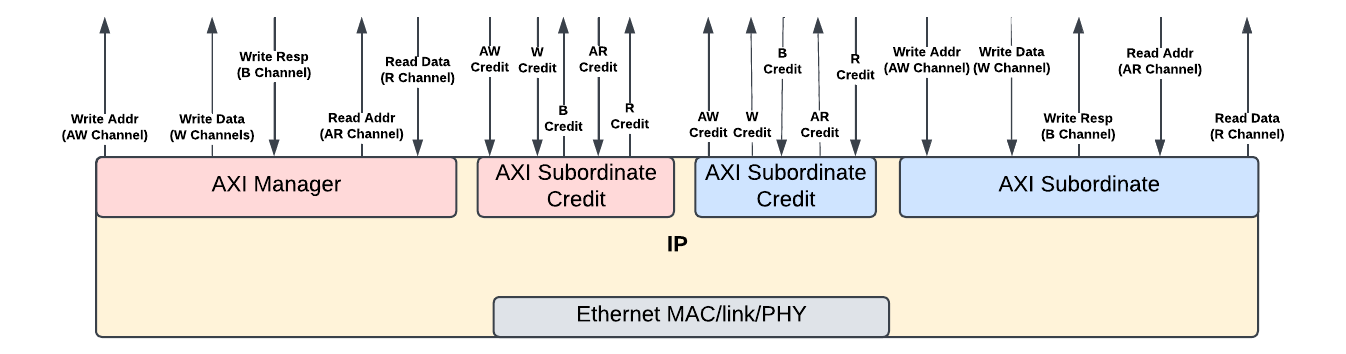 Write Addr
(AW Channel)
Write Data
(W Channels)
Write Resp
(B Channel)
Read Addr
(AR Channel)
Read Data
(R Channel)
AW
Credit
W
Credit
B
Credit
AR
Credit
R
Credit
AW
Credit
W
Credit
B
Credit
AR
Credit
R
Credit
Write Addr
(AW Channel)
Write Data
(W Channel)
Write Resp
(B Channel)
Read Addr
(AR Channel)
Read Data
(R Channel)
AXI Manager
AXI Subordinate
Credit
AXI Subordinate
Credit
AXI Subordinate
IP
Ethernet MAC/link/PHY